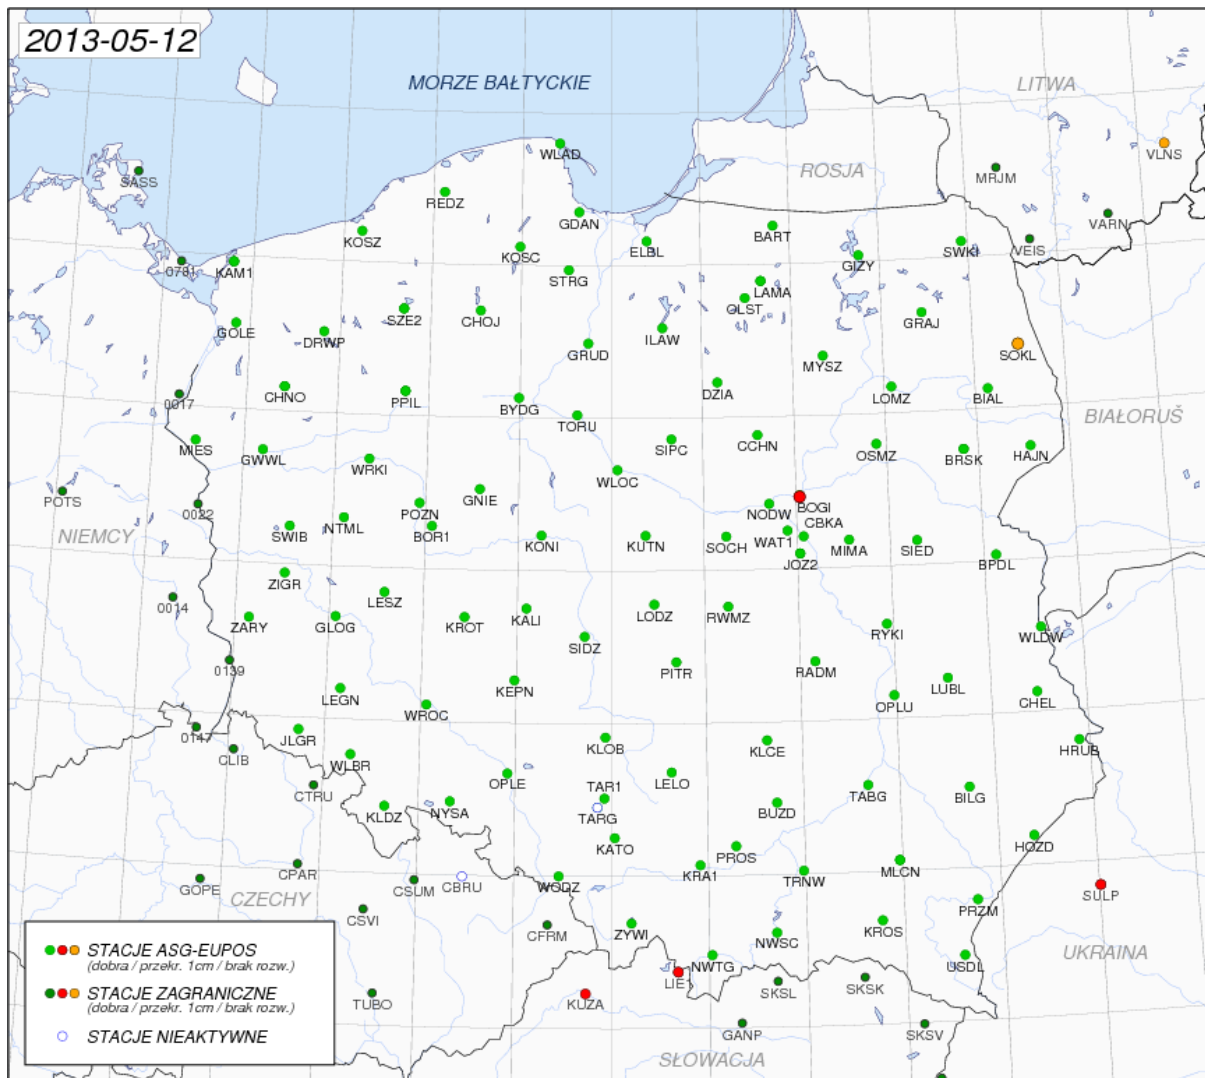 2013-05-12
MORZE BAŁTYCKIE
LITWA
WLAD
VLNS
SASS
ROSJA
MRJM
REDZ
GDAN
VARN
KOSZ
BART
KOSC
ELBL
SWKI
VEIS
0781
KAM1
STRG
GIZY
LAMA
OLST
SZE2
CHOJ
GRAJ
GOLE
DRWP
ILAW
GRUD
SOKL
MYSZ
0017
CHNO
PPIL
BYDG
DZIA
LOMZ
BIAL
BIAŁORUŚ
TORU
MIES
GWWL
SIPC
CCHN
OSMZ
BRSK
HAJN
WRKI
WLOC
POTS
0022
GNIE
POZN
NODW
BOGI
NIEMCY
SWIB
NTML
BOR1
CBKA
KONI
KUTN
SOCH
WAT1
MIMA
SIED
JOZ2
BPDL
ZIGR
LESZ
0014
ZARY
GLOG
KROT
KALI
LODZ
RWMZ
RYKI
WLDW
SIDZ
0139
PITR
RADM
LEGN
KEPN
LUBL
WROC
OPLU
CHEL
0147
JLGR
KLOB
KLCE
HRUB
CLIB
WLBR
OPLE
TAR1
LELO
CTRU
KLDZ
NYSA
TARG
BUZD
TABG
BILG
KATO
HOZD
PROS
CPAR
KRA1
TRNW
MLCN
GOPE
CSUM
CBRU
WODZ
SULP
CZECHY
CSVI
PRZM
CFRM
ZYWI
NWSC
KROS
UKRAINA
STACJE ASG-EUPOS
(dobra / przekr. 1cm / brak rozw.)
NWTG
USDL
LIE1
SKSL
SKSK
STACJE ZAGRANICZNE
(dobra / przekr. 1cm / brak rozw.)
TUBO
KUZA
GANP
SKSV
STACJE NIEAKTYWNE
SŁOWACJA